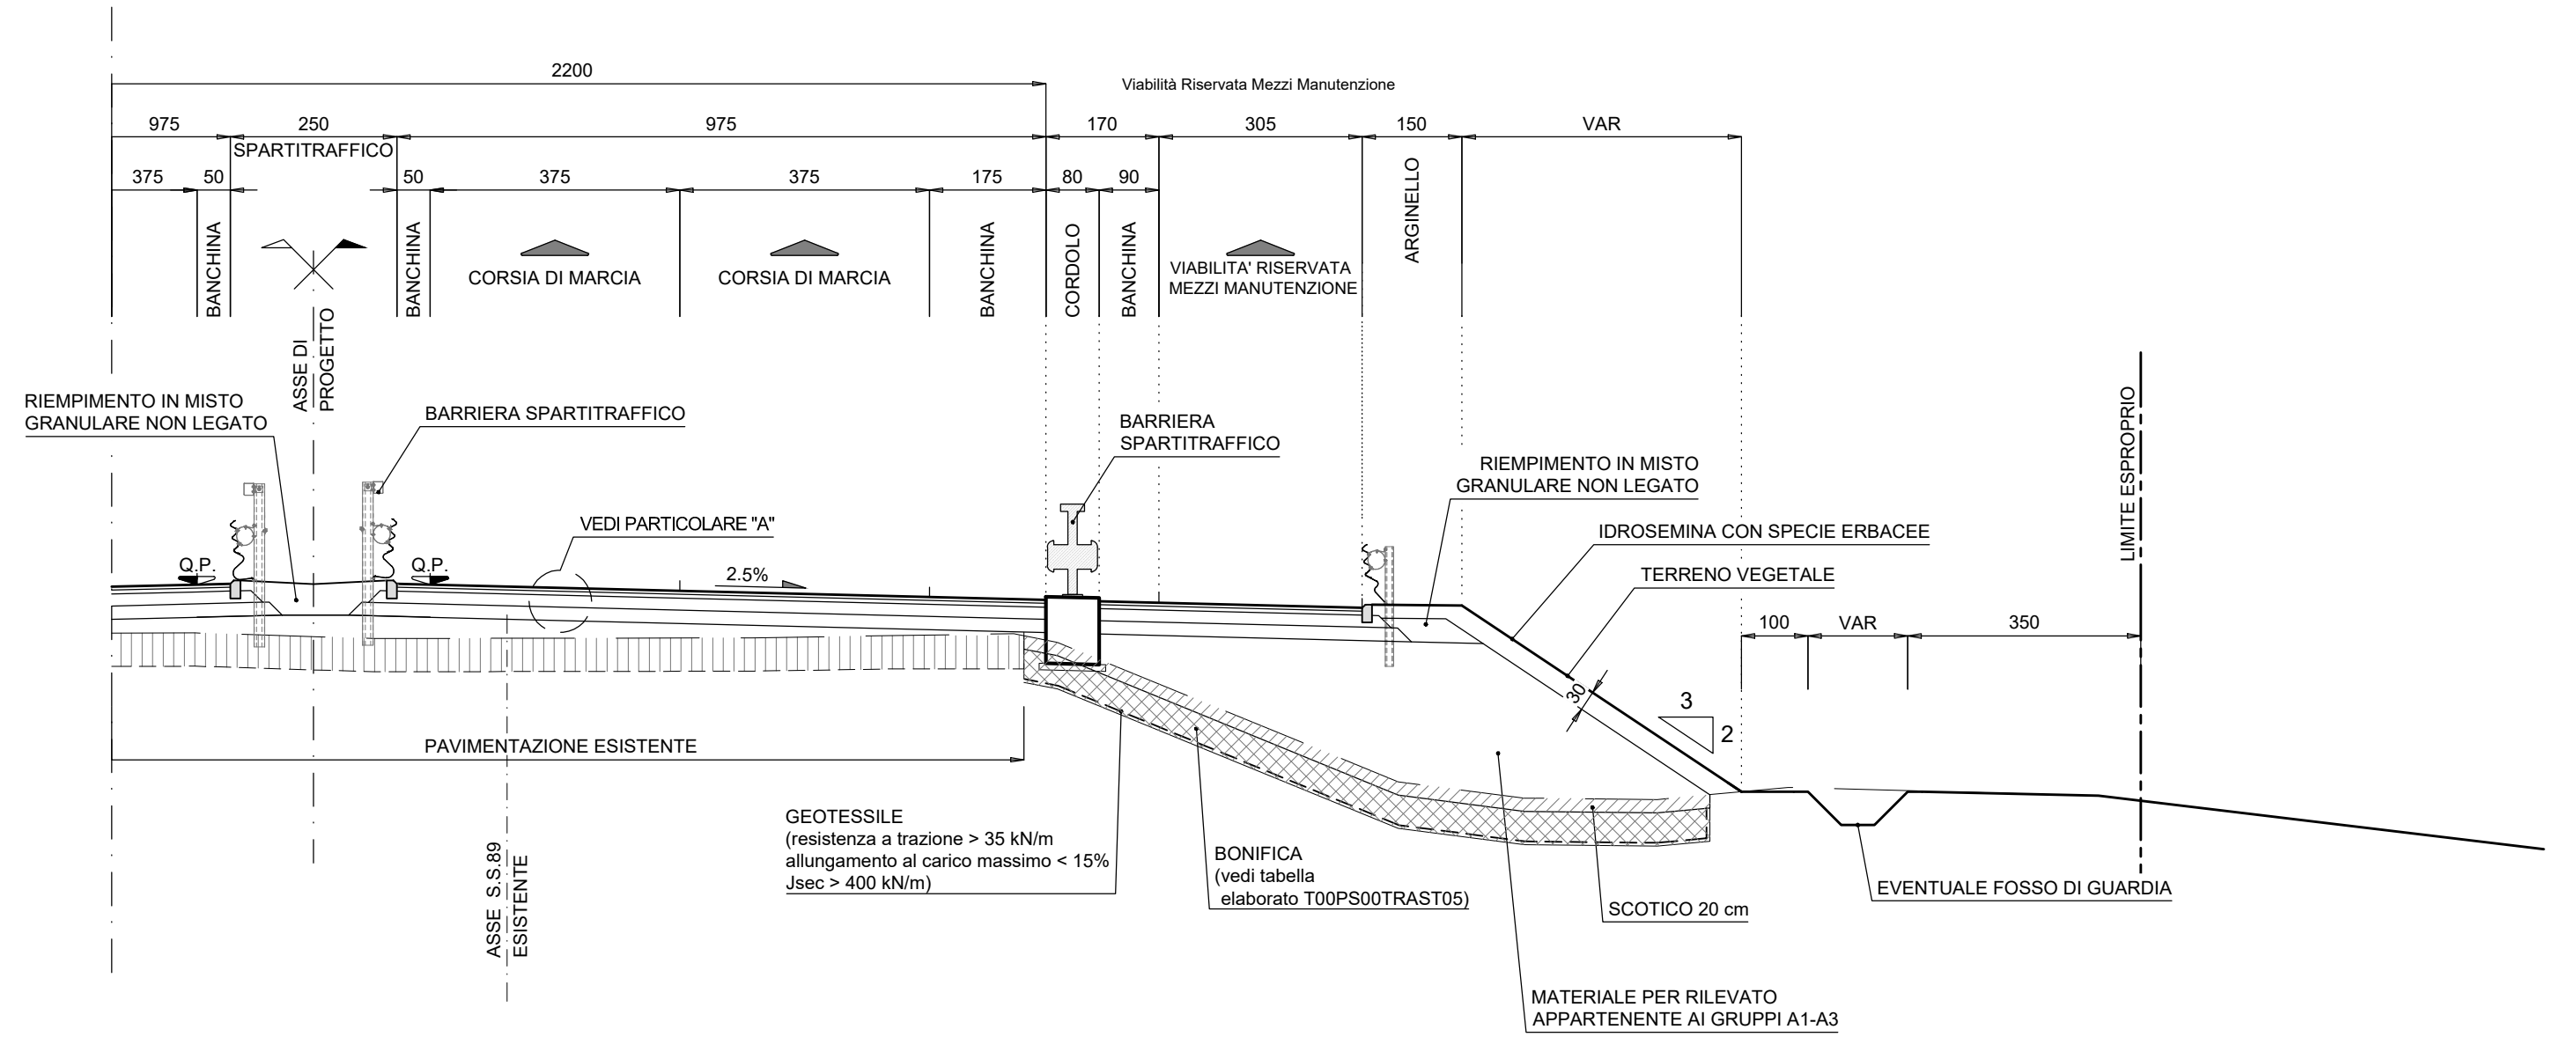 2200
Viabilità Riservata Mezzi Manutenzione
975
250
975
170
305
150
VAR
SPARTITRAFFICO
375
50
50
375
375
175
80
90
BANCHINA
BANCHINA
CORSIA DI MARCIA
CORSIA DI MARCIA
BANCHINA
CORDOLO
BANCHINA
VIABILITA' RISERVATA
MEZZI MANUTENZIONE
ARGINELLO
ASSE DI
PROGETTO
RIEMPIMENTO IN MISTO
GRANULARE NON LEGATO
BARRIERA SPARTITRAFFICO
BARRIERA
SPARTITRAFFICO
RIEMPIMENTO IN MISTO
GRANULARE NON LEGATO
LIMITE ESPROPRIO
VEDI PARTICOLARE "A"
IDROSEMINA CON SPECIE ERBACEE
Q.P.
Q.P.
2.5%
TERRENO VEGETALE
100
VAR
350
30
3
2
PAVIMENTAZIONE ESISTENTE
GEOTESSILE
(resistenza a trazione > 35 kN/m
allungamento al carico massimo < 15%
Jsec > 400 kN/m)
BONIFICA
(vedi tabella
elaborato T00PS00TRAST05)
ASSE S.S.89
ESISTENTE
EVENTUALE FOSSO DI GUARDIA
SCOTICO 20 cm
MATERIALE PER RILEVATO
APPARTENENTE AI GRUPPI A1-A3